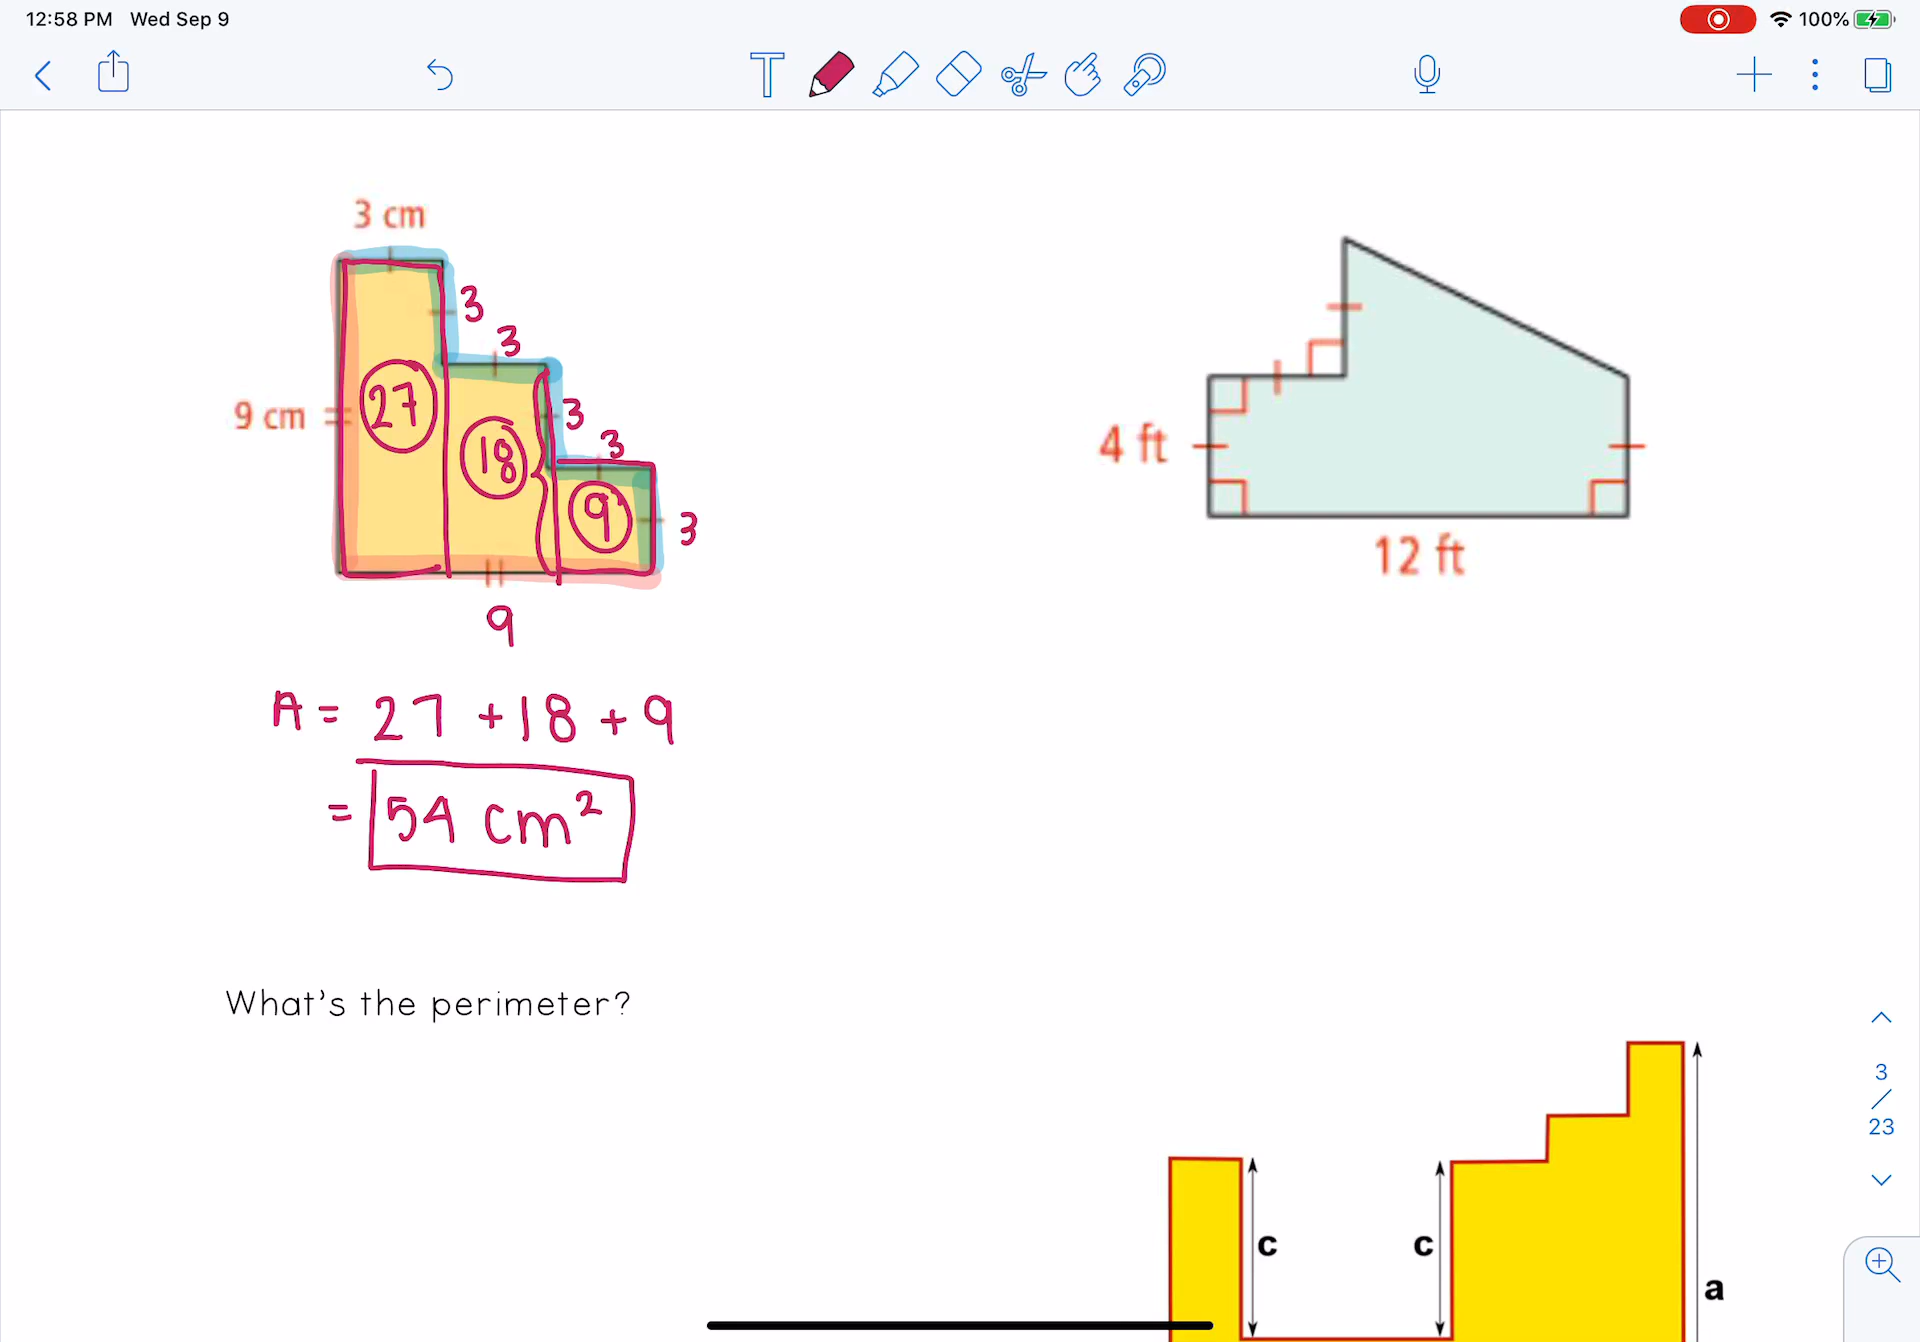 12:58 PM Wed Sep 9
100%
T
3 cm
3
3
27
9 cm
3
18
3
9
3
9
4 ft
12 ft
A = 27 + 18 + 9
= 54 cm²
What's the perimeter?
3
/
23
c
c
a